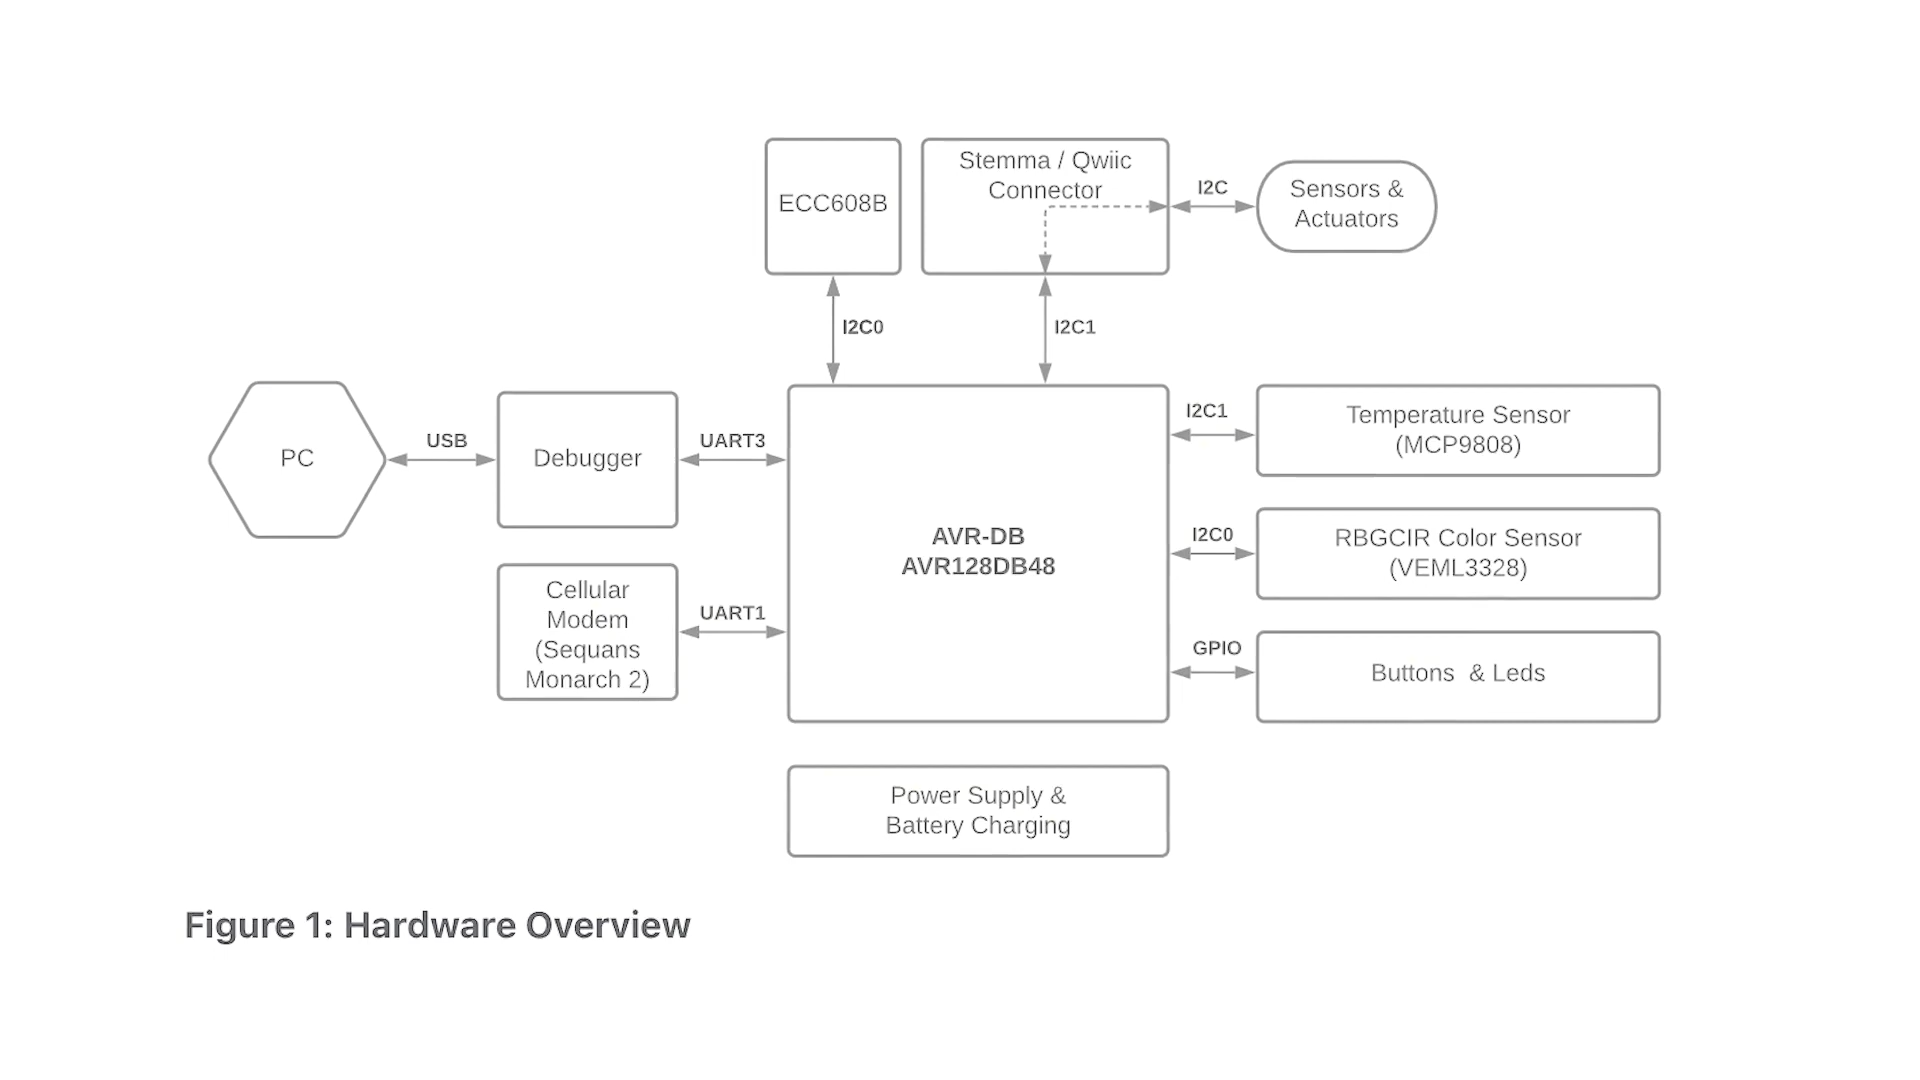 ECC608B
Stemma / Qwiic
Connector
I2C
Sensors &
Actuators
I2C0
I2C1
PC
USB
Debugger
UART3
I2C1
Temperature Sensor
(MCP9808)
AVR-DB
AVR128DB48
I2C0
RBGCIR Color Sensor
(VEML3328)
Cellular
Modem
(Sequans
Monarch 2)
UART1
GPIO
Buttons & Leds
Power Supply &
Battery Charging
Figure 1: Hardware Overview